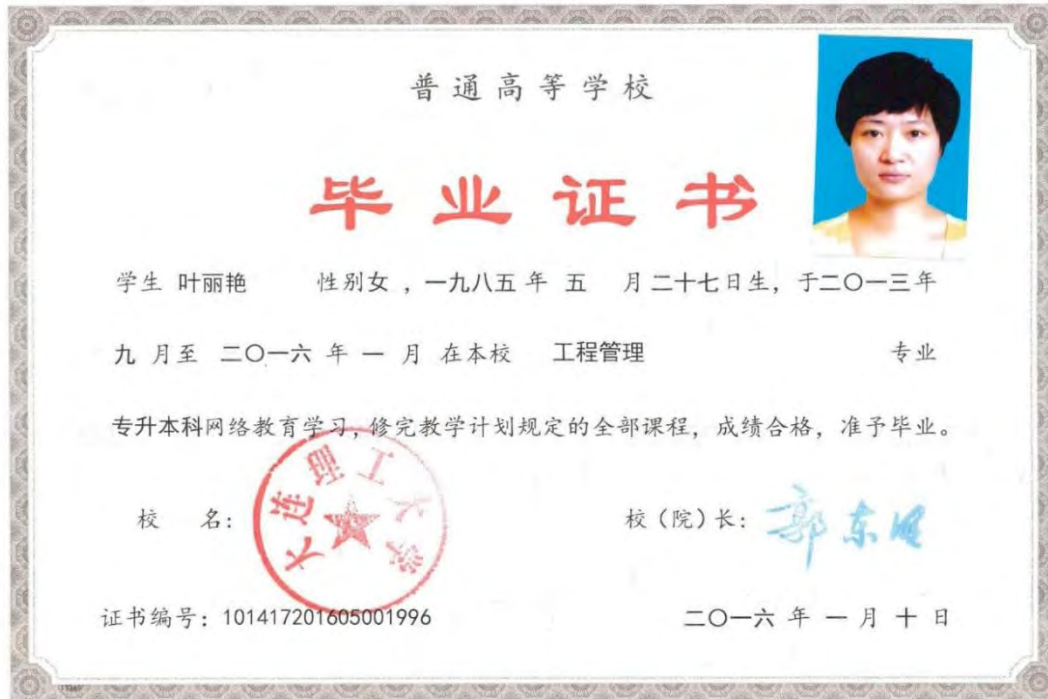 普通高等学校
毕业证书
学生 叶丽艳 性别女，一九八五年 五 月二十七日生，于二〇一三年
九 月至 二〇一六 年 一 月 在本校 工程管理 专业
专升本科网络教育学习，修完教学计划规定的全部课程，成绩合格，准予毕业。
校 名： 大连理工大学
校（院）长： 郭东明
证书编号：101417201605001996
二〇一六 年 一 月 十 日